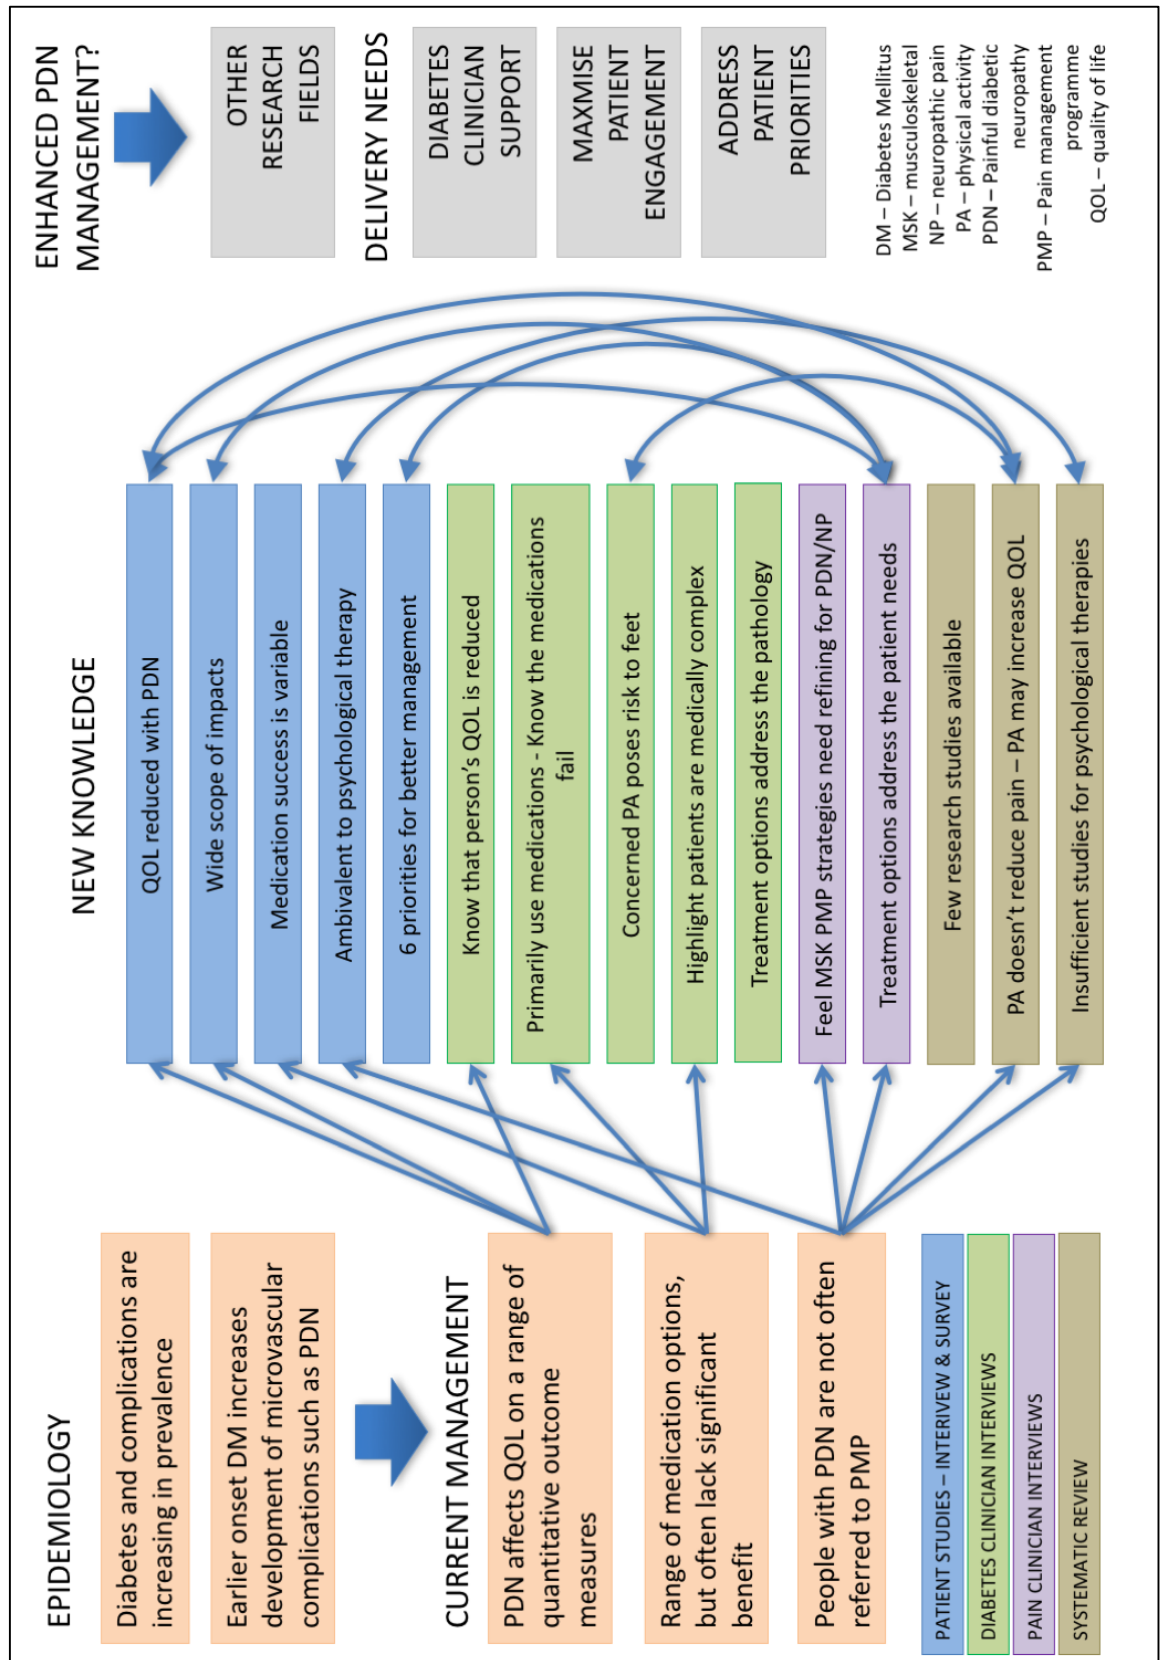 EPIDEMIOLOGY
Diabetes and complications are
increasing in prevalence
Earlier onset DM increases
development of microvascular
complications such as PDN
CURRENT MANAGEMENT
PDN affects QOL on a range of
quantitative outcome
measures
Range of medication options,
but often lack significant
benefit
People with PDN are not often
referred to PMP
PATIENT STUDIES – INTERIVEW & SURVEY
DIABETES CLINICIAN INTERVIEWS
PAIN CLINICIAN INTERVIEWS
SYSTEMATIC REVIEW
NEW KNOWLEDGE
QOL reduced with PDN
Wide scope of impacts
Medication success is variable
Ambivalent to psychological therapy
6 priorities for better management
Know that person's QOL is reduced
Primarily use medications - Know the medications
fail
Concerned PA poses risk to feet
Highlight patients are medically complex
Treatment options address the pathology
Feel MSK PMP strategies need refining for PDN/NP
Treatment options address the patient needs
Few research studies available
PA doesn't reduce pain – PA may increase QOL
Insufficient studies for psychological therapies
ENHANCED PDN
MANAGEMENT?
OTHER
RESEARCH
FIELDS
DELIVERY NEEDS
DIABETES
CLINICIAN
SUPPORT
MAXMISE
PATIENT
ENGAGEMENT
ADDRESS
PATIENT
PRIORITIES
DM – Diabetes Mellitus
MSK – musculoskeletal
NP – neuropathic pain
PA – physical activity
PDN – Painful diabetic
neuropathy
PMP – Pain management
programme
QOL – quality of life